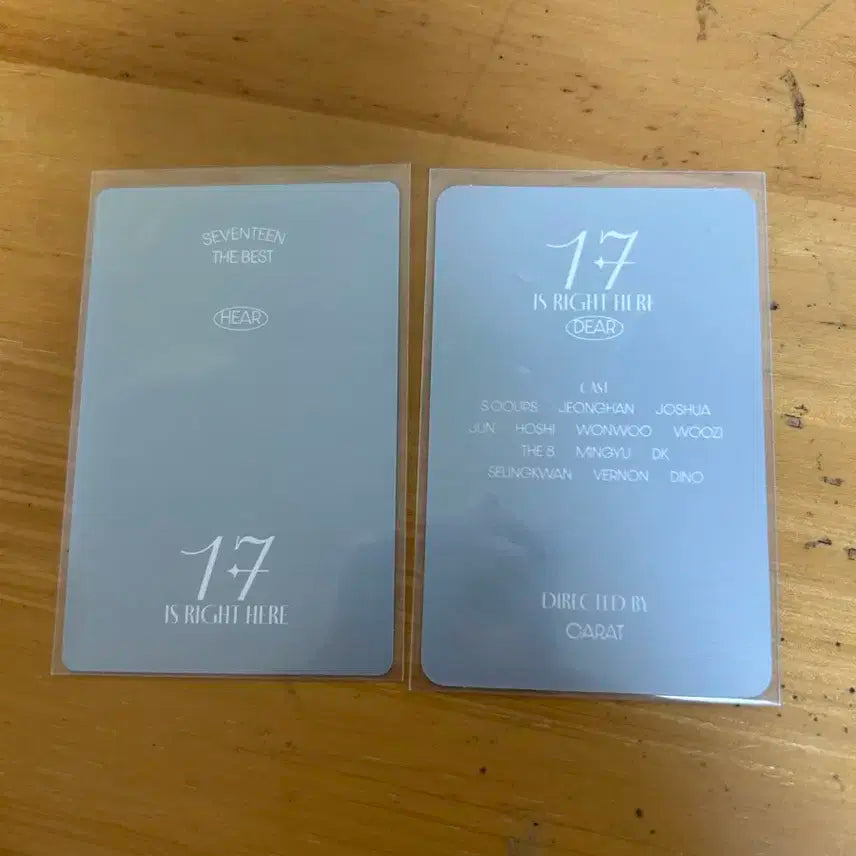 SEVENTEEN
THE BEST
HEAR
17
IS RIGHT HERE
17
IS RIGHT HERE
DEAR
CAST
S.COUPS JEONGHAN JOSHUA
JUN HOSHI WONWOO WOOZI
THE 8 MINGYU DK
SEUNGKWAN VERNON DINO
DIRECTED BY
CARAT